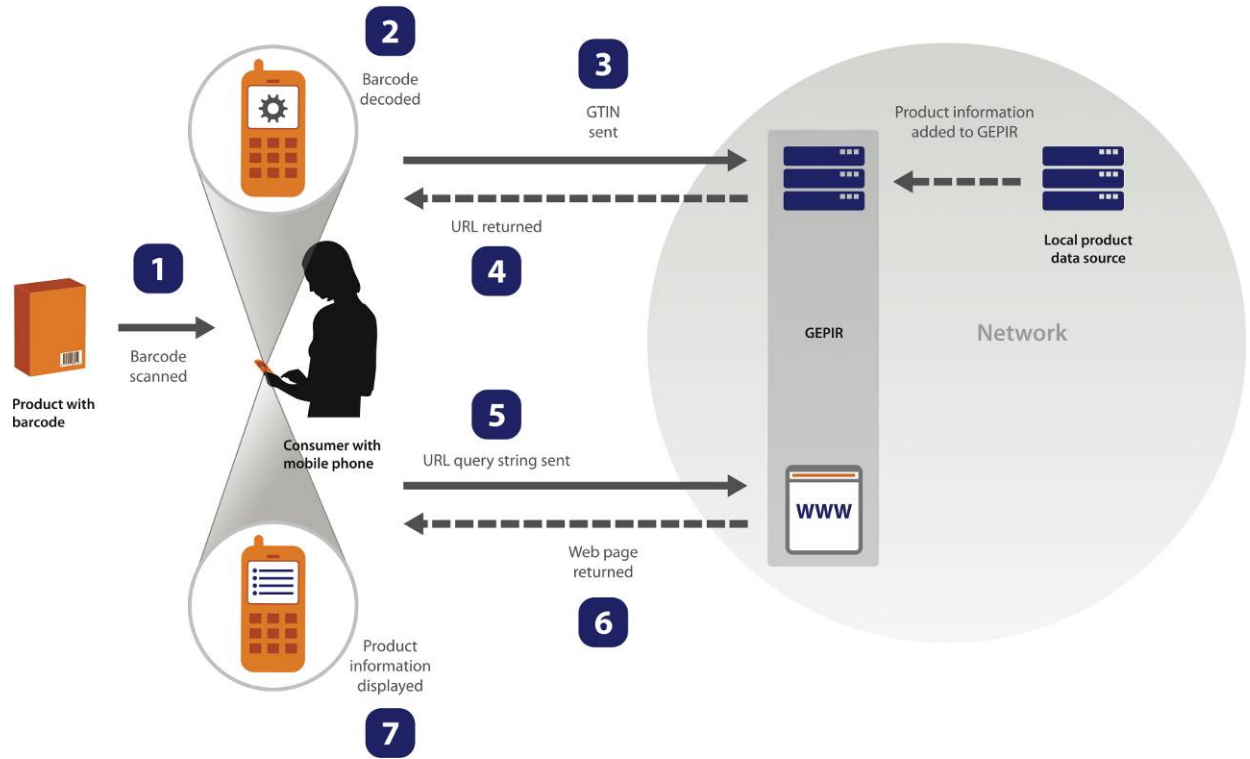 2
Barcode
decoded
3
GTIN
sent
Product information
added to GEPIR
URL returned
4
Local product
data source
1
Barcode
scanned
Product with
barcode
GEPIR
Network
Consumer with
mobile phone
5
URL query string sent
WWW
Web page
returned
6
Product
information
displayed
7